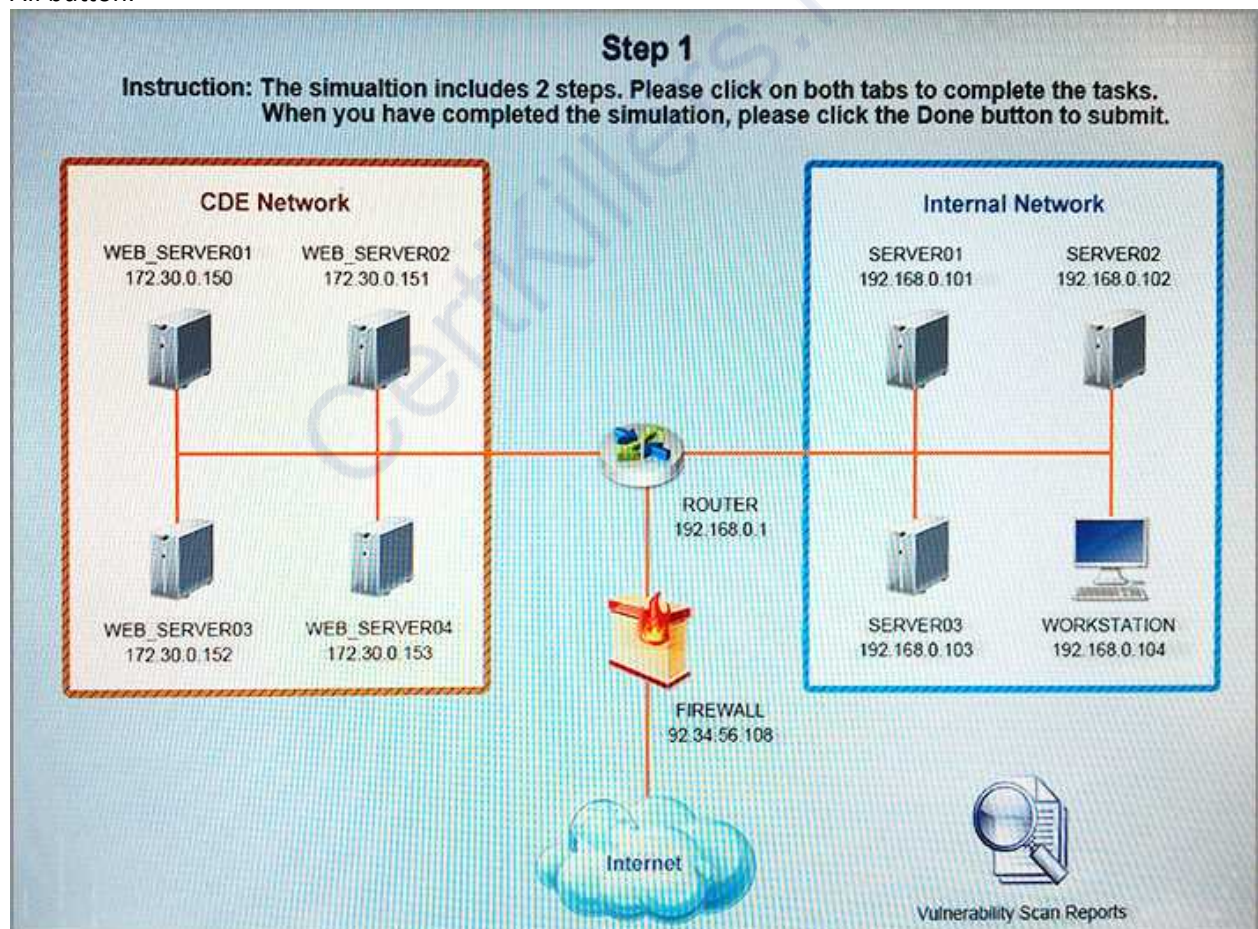 Step 1
Instruction: The simualtion includes 2 steps. Please click on both tabs to complete the tasks.
When you have completed the simulation, please click the Done button to submit.
CDE Network
WEB_SERVER01
172.30.0.150
WEB_SERVER02
172.30.0.151
WEB_SERVER03
172.30.0.152
WEB_SERVER04
172.30.0.153
ROUTER
192.168.0.1
FIREWALL
92.34.56.108
Internet
Internal Network
SERVER01
192.168.0.101
SERVER02
192.168.0.102
SERVER03
192.168.0.103
WORKSTATION
192.168.0.104
Vulnerability Scan Reports